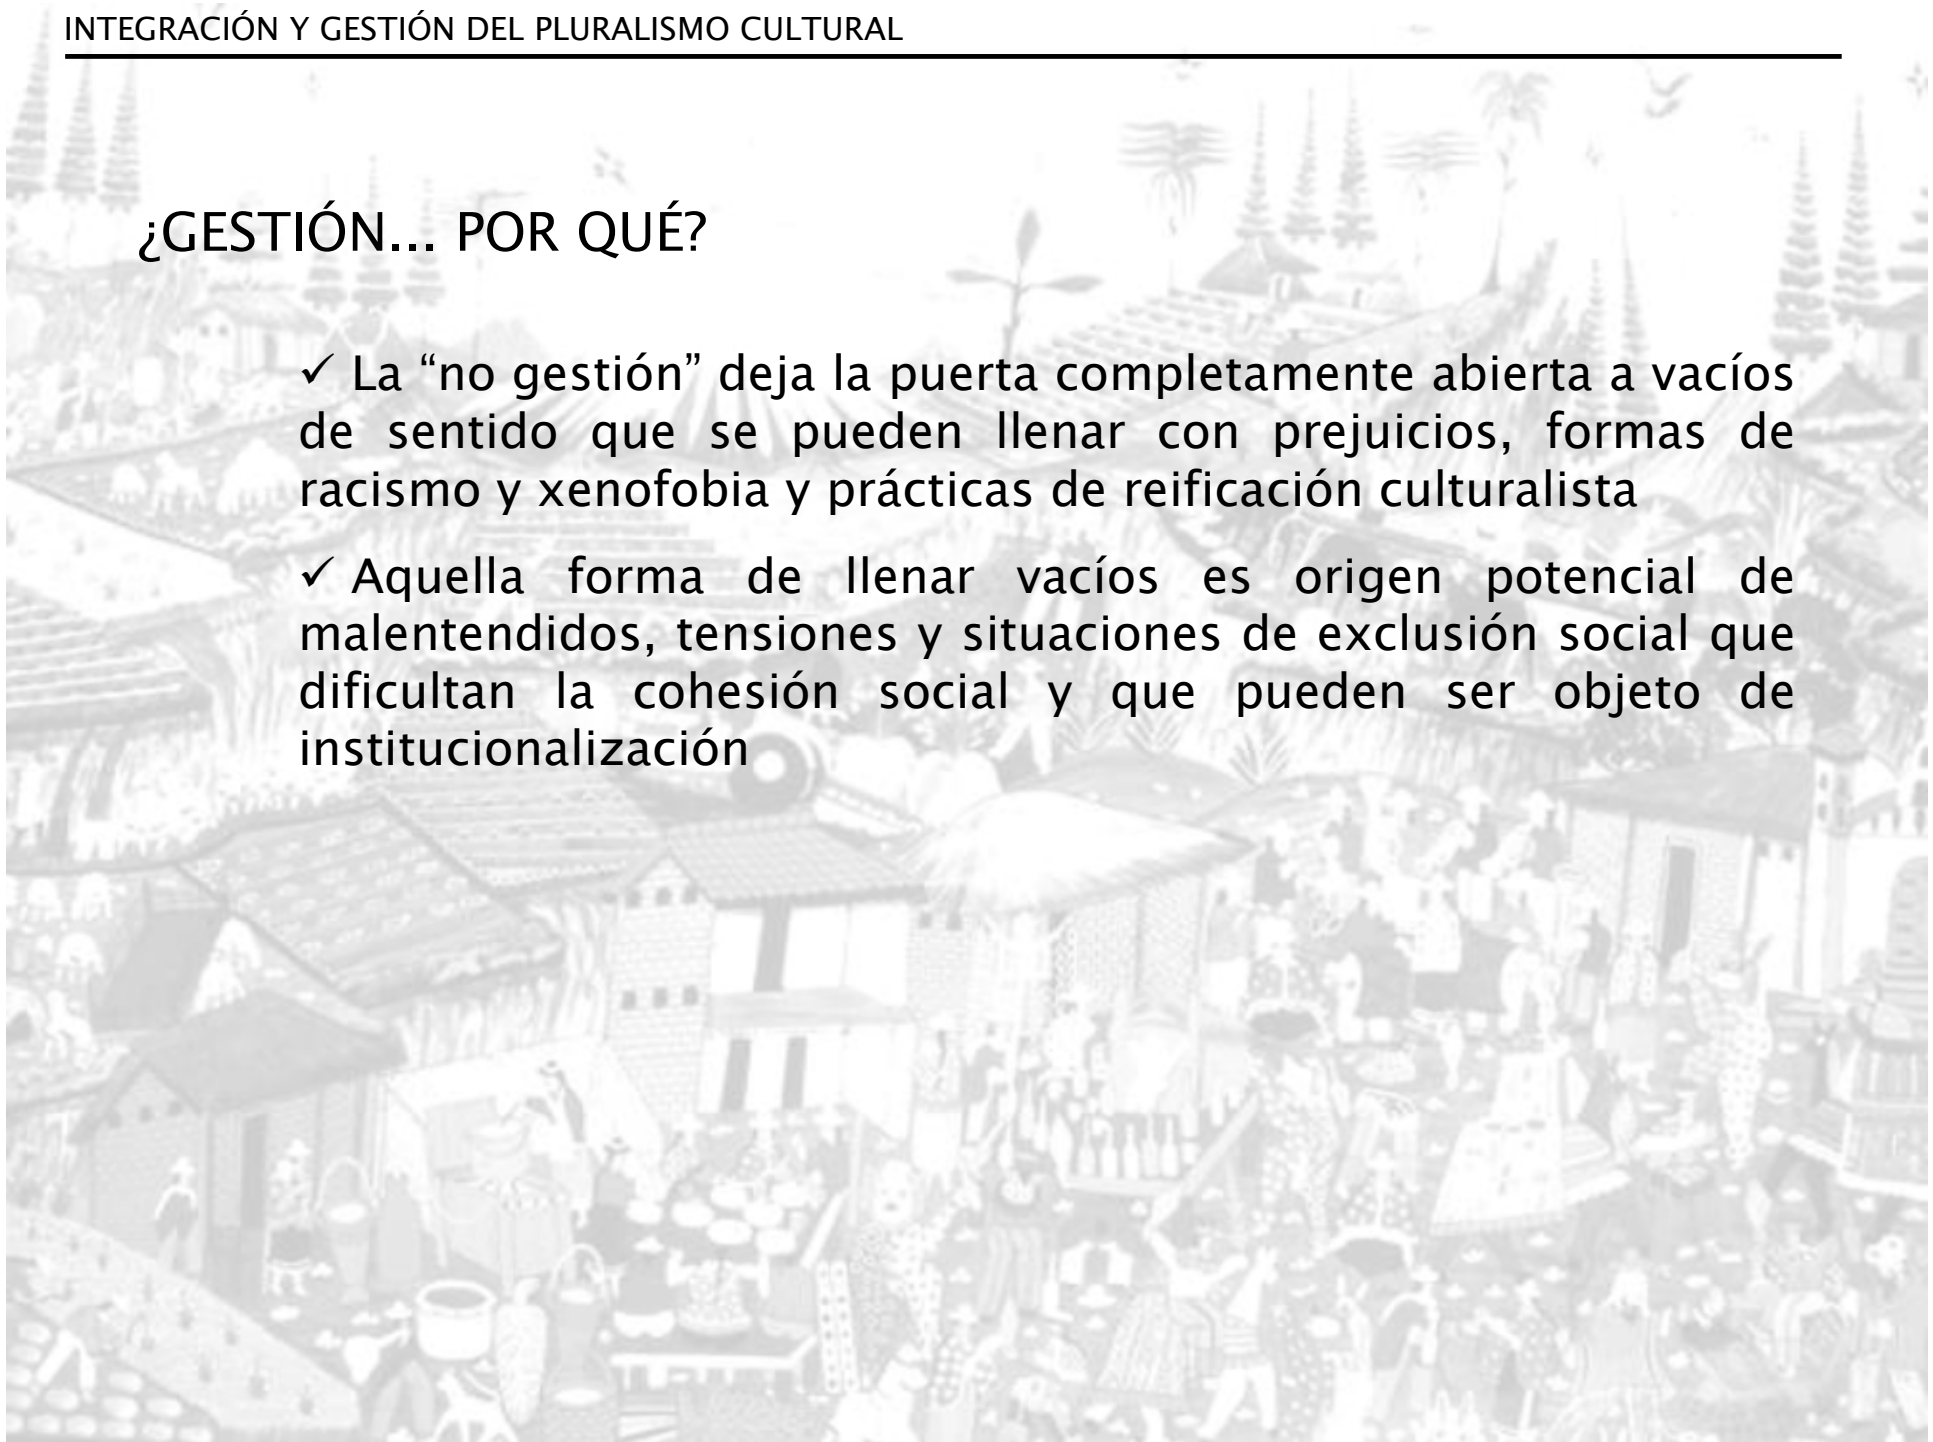 INTEGRACIÓN Y GESTIÓN DEL PLURALISMO CULTURAL
¿GESTIÓN... POR QUÉ?
✓ La “no gestión” deja la puerta completamente abierta a vacíos
de sentido que se pueden llenar con prejuicios, formas de
racismo y xenofobia y prácticas de reificación culturalista
✓ Aquella forma de llenar vacíos es origen potencial de
malentendidos, tensiones y situaciones de exclusión social que
dificultan la cohesión social y que pueden ser objeto de
institucionalización